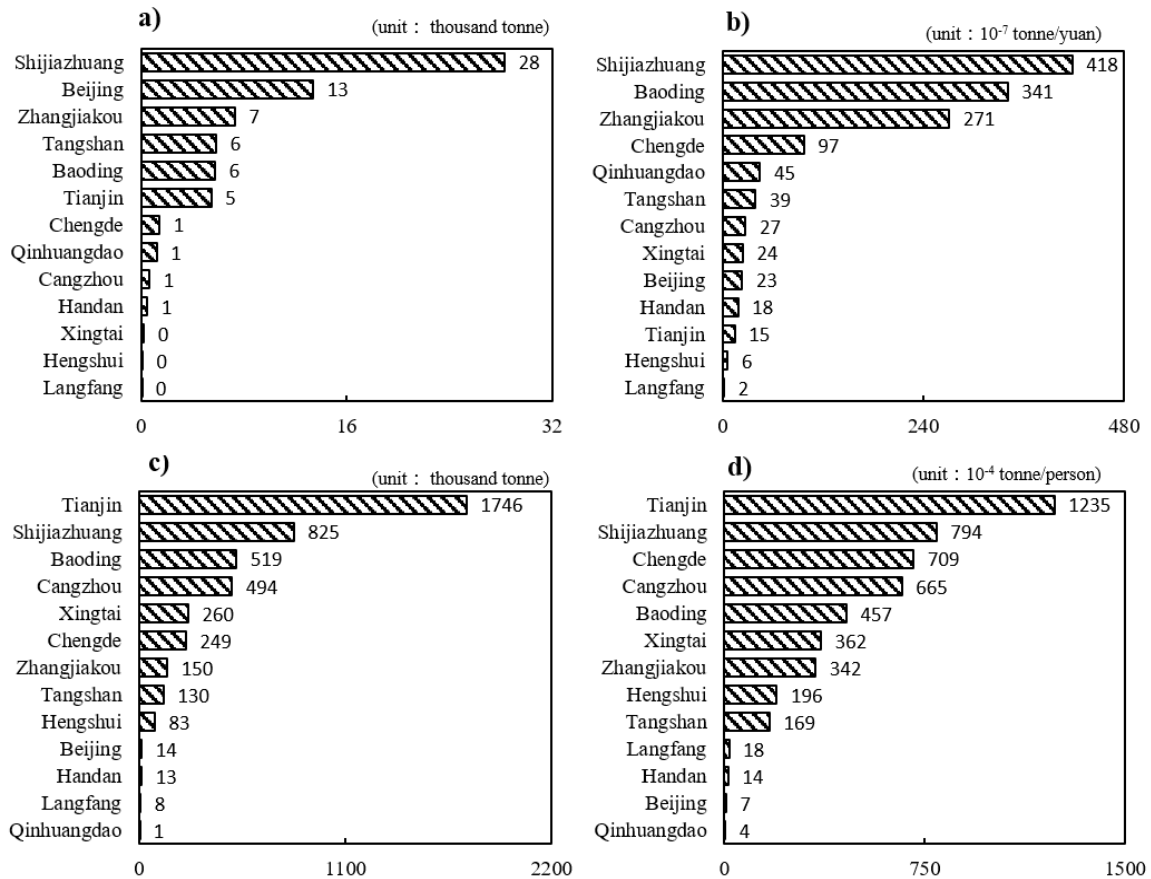 a)
(unit : thousand tonne)
Shijiazhuang 28
Beijing 13
Zhangjiakou 7
Tangshan 6
Baoding 6
Tianjin 5
Chengde 1
Qinhuangdao 1
Cangzhou 1
Handan 1
Xingtai 0
Hengshui 0
Langfang 0
0 16 32
b)
(unit : 10⁻⁷ tonne/yuan)
Shijiazhuang 418
Baoding 341
Zhangjiakou 271
Chengde 97
Qinhuangdao 45
Tangshan 39
Cangzhou 27
Xingtai 24
Beijing 23
Handan 18
Tianjin 15
Hengshui 6
Langfang 2
0 240 480
c)
(unit : thousand tonne)
Tianjin 1746
Shijiazhuang 825
Baoding 519
Cangzhou 494
Xingtai 260
Chengde 249
Zhangjiakou 150
Tangshan 130
Hengshui 83
Beijing 14
Handan 13
Langfang 8
Qinhuangdao 1
0 1100 2200
d)
(unit : 10⁻⁴ tonne/person)
Tianjin 1235
Shijiazhuang 794
Chengde 709
Cangzhou 665
Baoding 457
Xingtai 362
Zhangjiakou 342
Hengshui 196
Tangshan 169
Langfang 18
Handan 14
Beijing 7
Qinhuangdao 4
0 750 1500